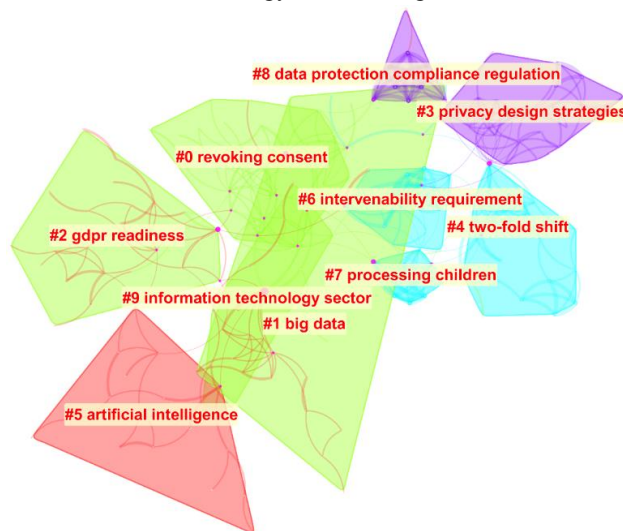 #8 data protection compliance regulation
#3 privacy design strategies
#0 revoking consent
#6 intervenability requirement
#4 two-fold shift
#2 gdpr readiness
#7 processing children
#9 information technology sector
#1 big data
#5 artificial intelligence